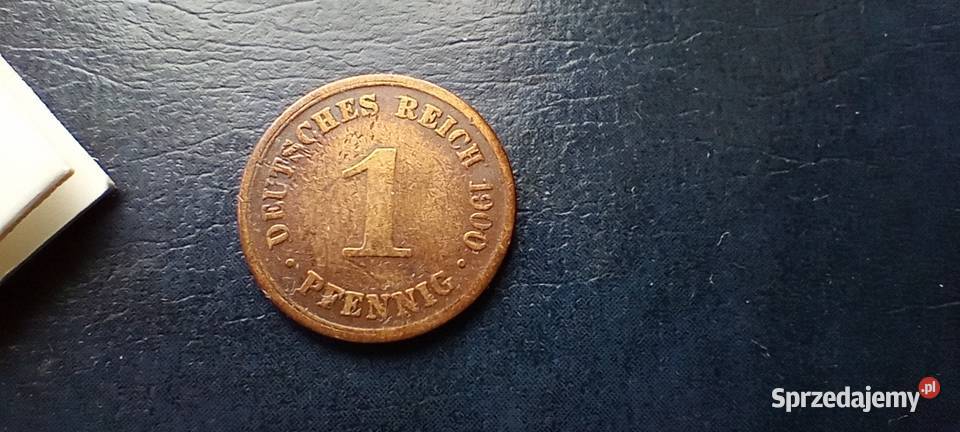 DEUTSCHES REICH 1900
1
· PFENNIG ·
Sprzedajemy.pl